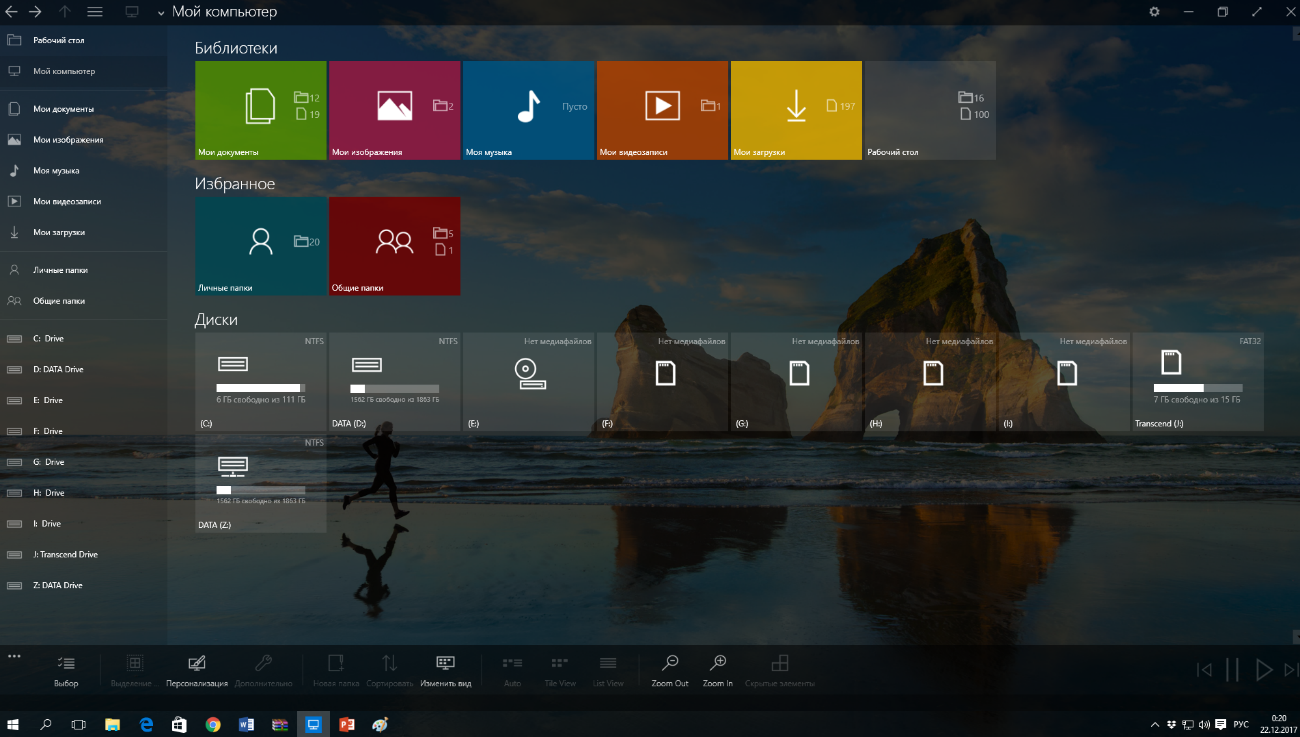 Мой компьютер
Рабочий стол
Мой компьютер
Мои документы
Мои изображения
Моя музыка
Мои видеозаписи
Мои загрузки
Личные папки
Общие папки
C: Drive
D: DATA Drive
E: Drive
F: Drive
G: Drive
H: Drive
I: Drive
J: Transcend Drive
Z: DATA Drive
Библиотеки
12
19
Мои документы
2
Мои изображения
Пусто
Моя музыка
1
Мои видеозаписи
197
Мои загрузки
16
100
Рабочий стол
Избранное
20
Личные папки
5
1
Общие папки
Диски
NTFS
6 ГБ свободно из 111 ГБ
(C:)
NTFS
1562 ГБ свободно из 1863 ГБ
DATA (D:)
Нет медиафайлов
(E:)
Нет медиафайлов
(F:)
Нет медиафайлов
(G:)
Нет медиафайлов
(H:)
Нет медиафайлов
(I:)
FAT32
7 ГБ свободно из 15 ГБ
Transcend (J:)
NTFS
1562 ГБ свободно из 1863 ГБ
DATA (Z:)
Выбор
Выделение...
Персонализация
Дополнительно
Новая папка
Сортировать
Изменить вид
Auto
Tile View
List View
Zoom Out
Zoom In
Скрытые элементы
РУС
0:20
22.12.2017